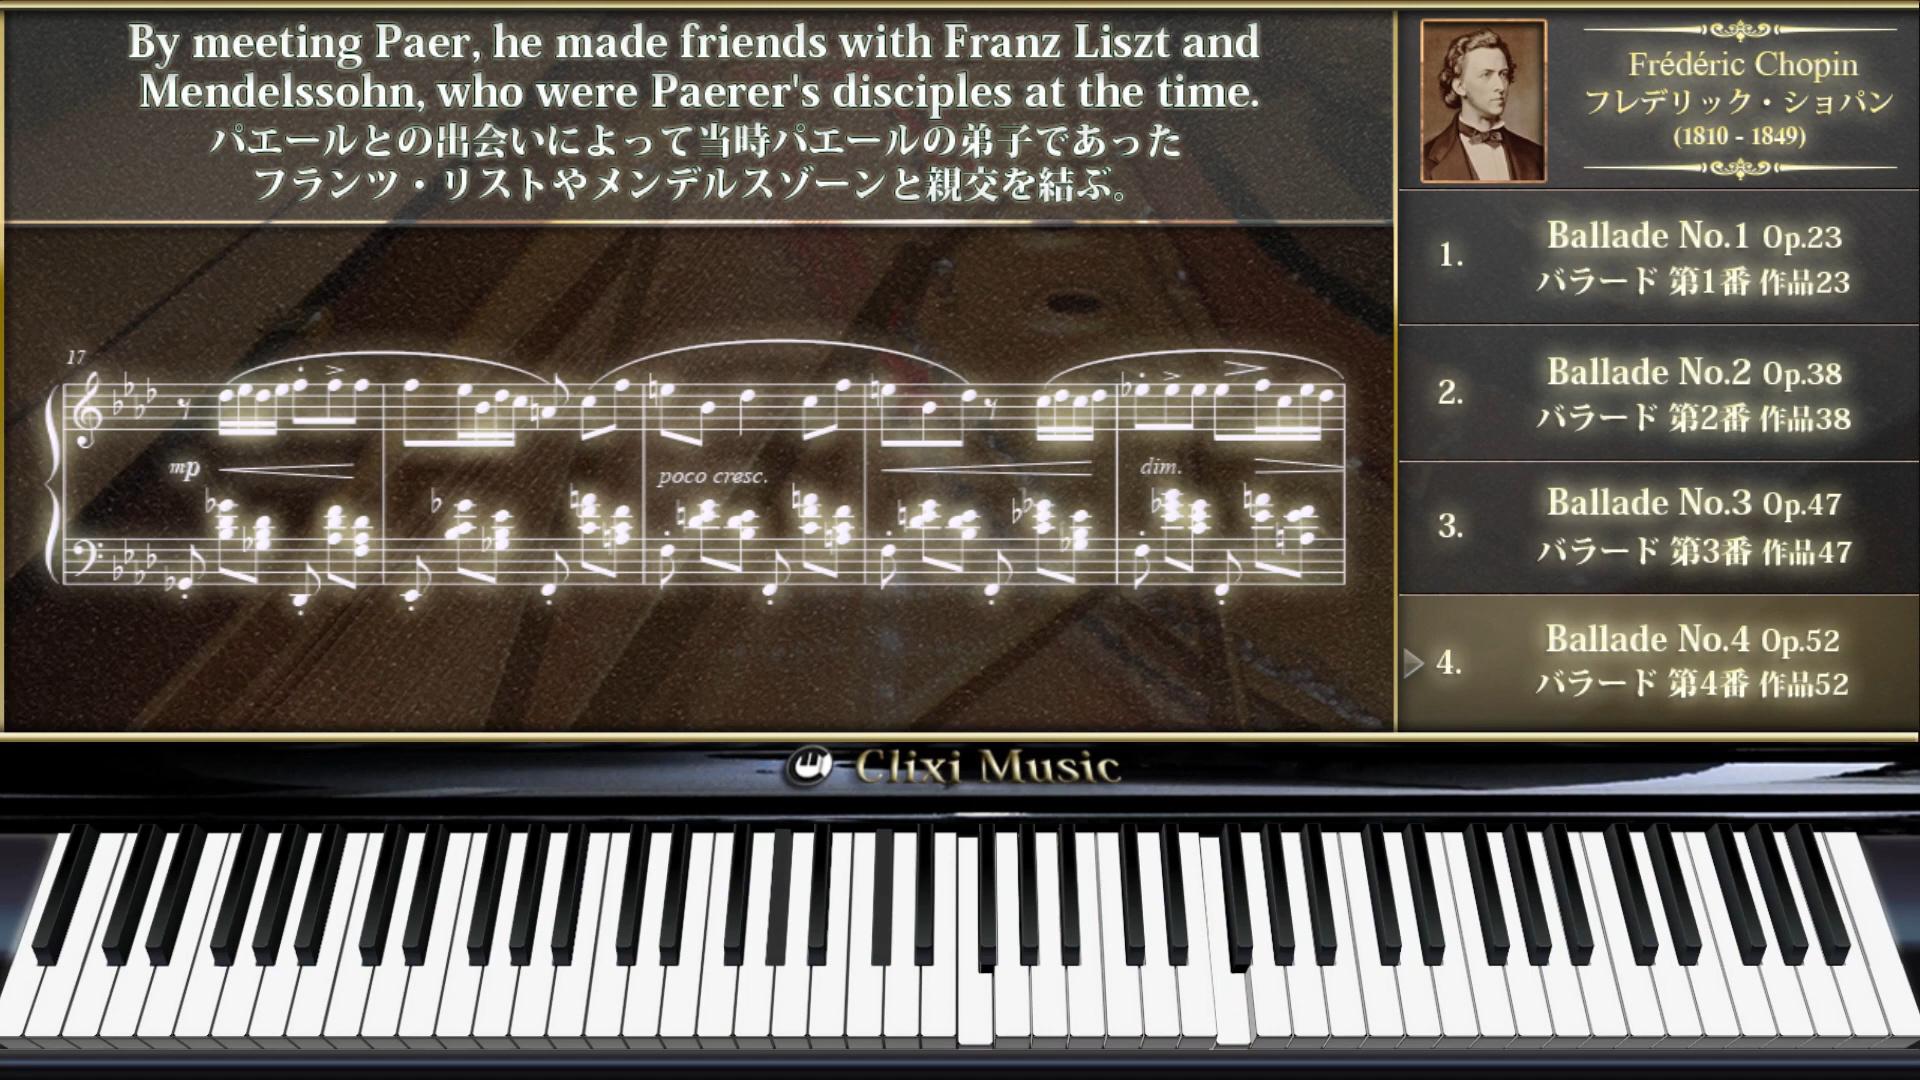 By meeting Paer, he made friends with Franz Liszt and
Mendelssohn, who were Paerer's disciples at the time.
パエールとの出会いによって当時パエールの弟子であった
フランツ・リストやメンデルスゾーンと親交を結ぶ。
Frédéric Chopin
フレデリック・ショパン
(1810 - 1849)
1.
Ballade No.1 Op.23
バラード 第1番 作品23
2.
Ballade No.2 Op.38
バラード 第2番 作品38
3.
Ballade No.3 Op.47
バラード 第3番 作品47
4.
Ballade No.4 Op.52
バラード 第4番 作品52
17
mp
poco cresc.
dim.
Clixi Music